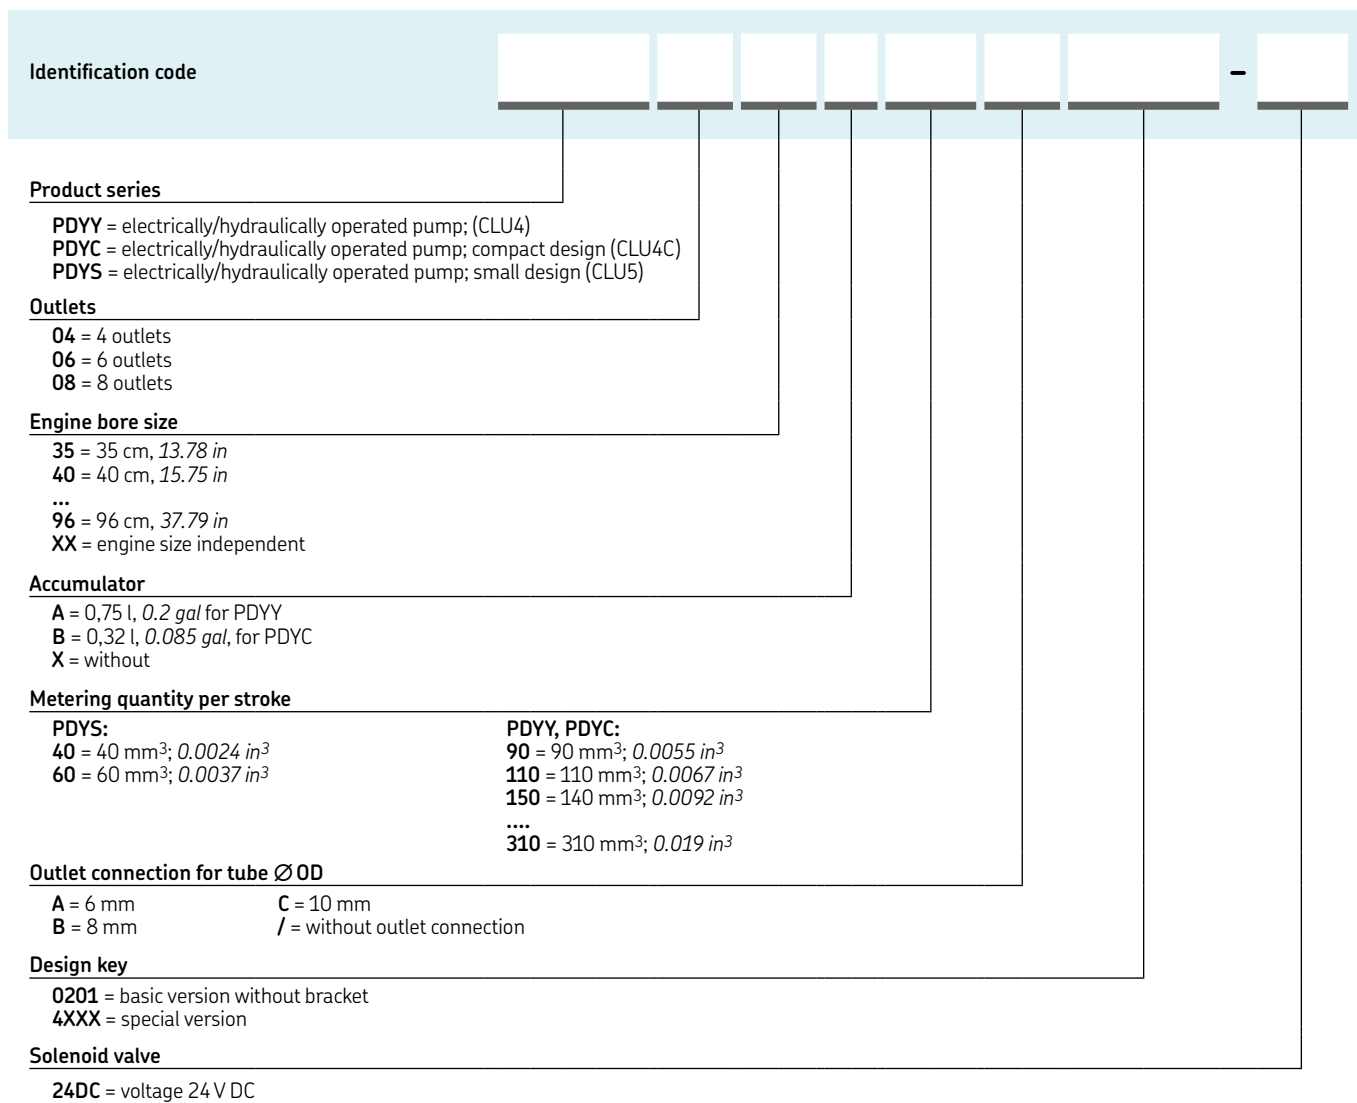 Identification code
–
Product series
PDYY = electrically/hydraulically operated pump; (CLU4)
PDYC = electrically/hydraulically operated pump; compact design (CLU4C)
PDYS = electrically/hydraulically operated pump; small design (CLU5)
Outlets
04 = 4 outlets
06 = 6 outlets
08 = 8 outlets
Engine bore size
35 = 35 cm, 13.78 in
40 = 40 cm, 15.75 in
...
96 = 96 cm, 37.79 in
XX = engine size independent
Accumulator
A = 0,75 l, 0.2 gal for PDYY
B = 0,32 l, 0.085 gal, for PDYC
X = without
Metering quantity per stroke
PDYS:
40 = 40 mm³; 0.0024 in³
60 = 60 mm³; 0.0037 in³
PDYY, PDYC:
90 = 90 mm³; 0.0055 in³
110 = 110 mm³; 0.0067 in³
150 = 140 mm³; 0.0092 in³
....
310 = 310 mm³; 0.019 in³
Outlet connection for tube Ø OD
A = 6 mm
B = 8 mm
C = 10 mm
/ = without outlet connection
Design key
0201 = basic version without bracket
4XXX = special version
Solenoid valve
24DC = voltage 24 V DC